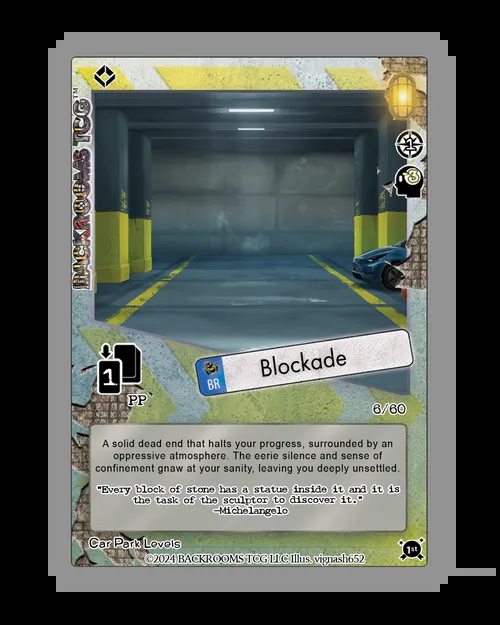 BACKROOMS TCG™
1
3
1
PP
BR
Blockade
6/60
A solid dead end that halts your progress, surrounded by an
oppressive atmosphere. The eerie silence and sense of
confinement gnaw at your sanity, leaving you deeply unsettled.
"Every block of stone has a statue inside it and it is
the task of the sculptor to discover it."
-Michelangelo
Car Park Levels
1st
©2024 BACKROOMS TCG LLC Illus. vignash652